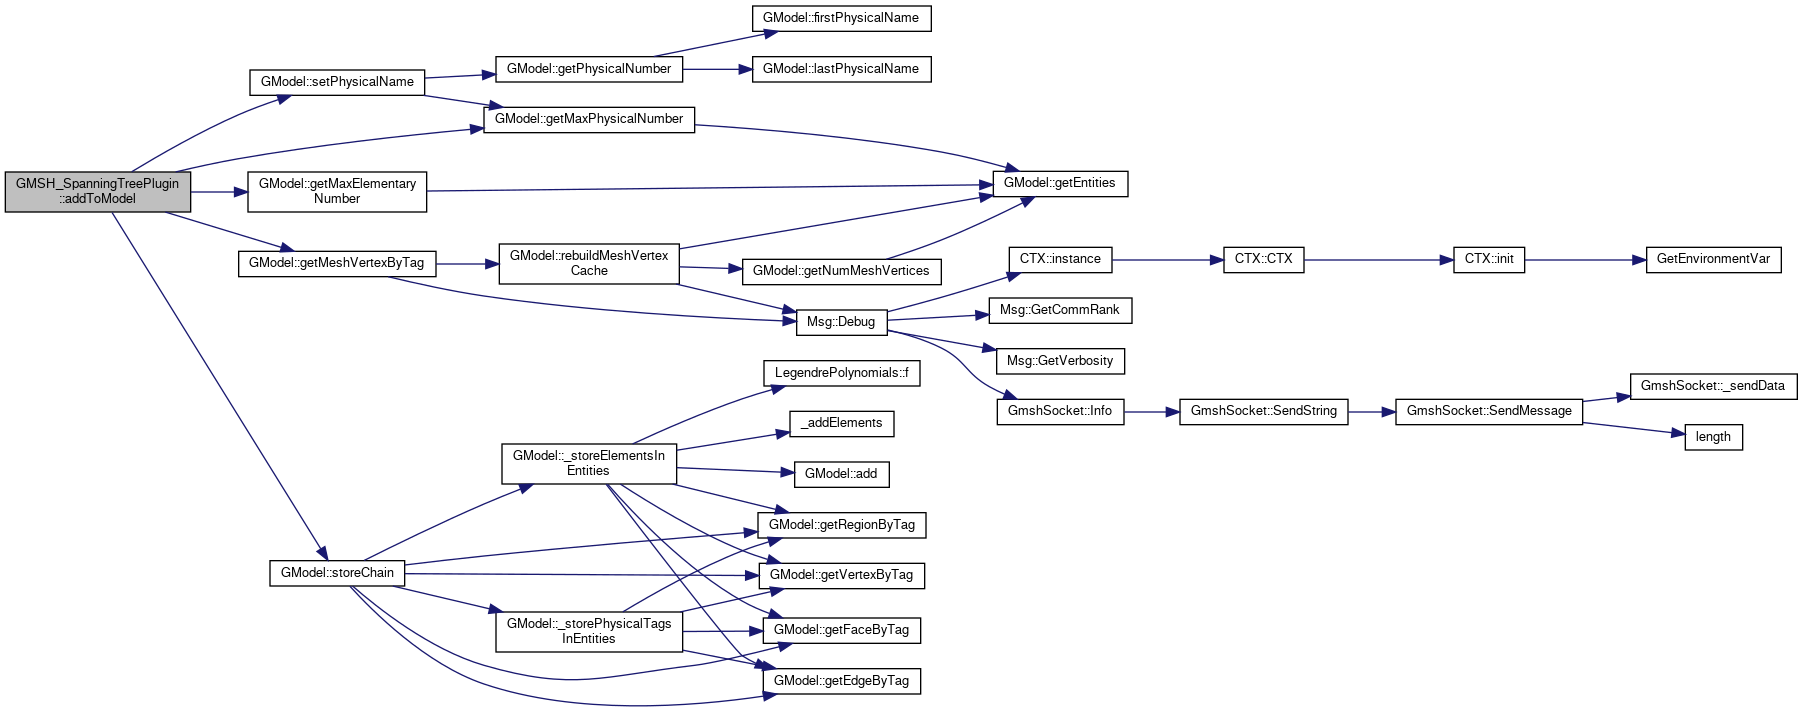 GModel::firstPhysicalName
GModel::setPhysicalName
GModel::getPhysicalNumber
GModel::lastPhysicalName
GModel::getMaxPhysicalNumber
GMSH_SpanningTreePlugin
::addToModel
GModel::getMaxElementary
Number
GModel::getEntities
GModel::getMeshVertexByTag
GModel::rebuildMeshVertex
Cache
GModel::getNumMeshVertices
CTX::instance
CTX::CTX
CTX::init
GetEnvironmentVar
Msg::Debug
Msg::GetCommRank
Msg::GetVerbosity
LegendrePolynomials::f
GmshSocket::Info
GmshSocket::SendString
GmshSocket::SendMessage
GmshSocket::_sendData
length
_addElements
GModel::_storeElementsIn
Entities
GModel::add
GModel::getRegionByTag
GModel::storeChain
GModel::getVertexByTag
GModel::_storePhysicalTags
InEntities
GModel::getFaceByTag
GModel::getEdgeByTag